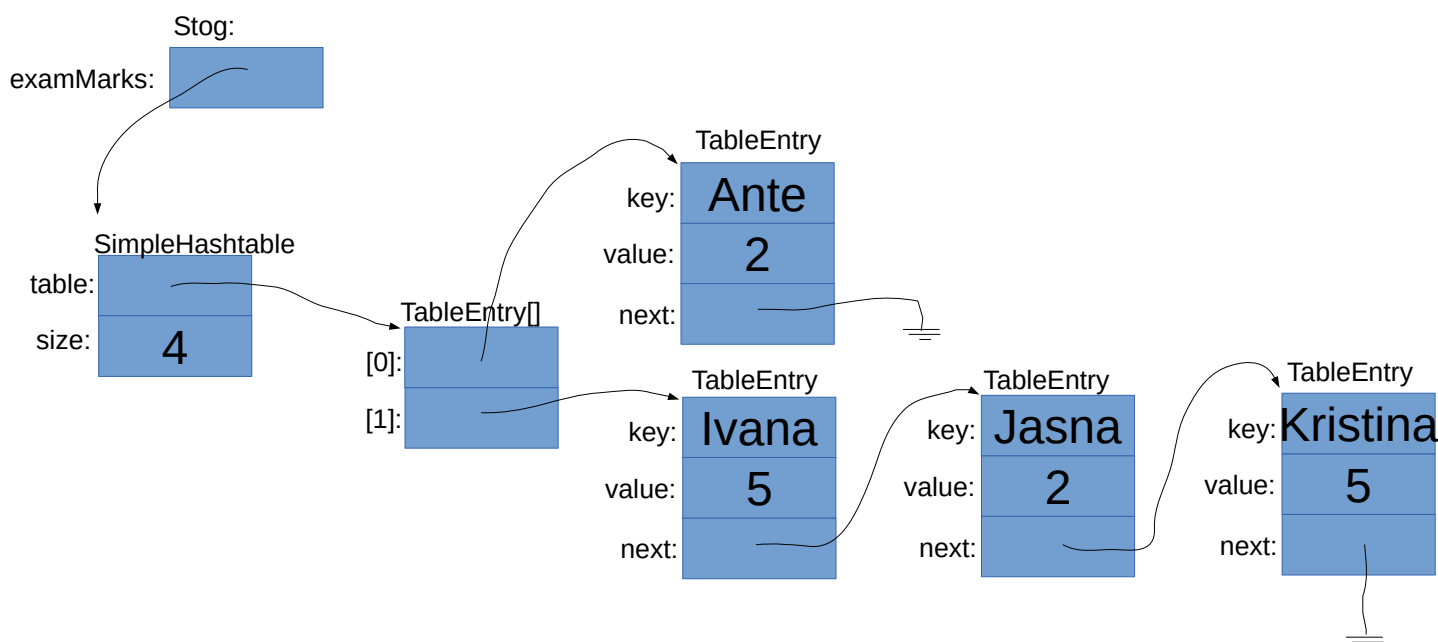 Stog:
examMarks:
SimpleHashtable
table:
size:
4
TableEntry[]
[0]:
[1]:
TableEntry
key:
Ante
value:
2
next:
TableEntry
key:
Ivana
value:
5
next:
TableEntry
key:
Jasna
value:
2
next:
TableEntry
key:
Kristina
value:
5
next: